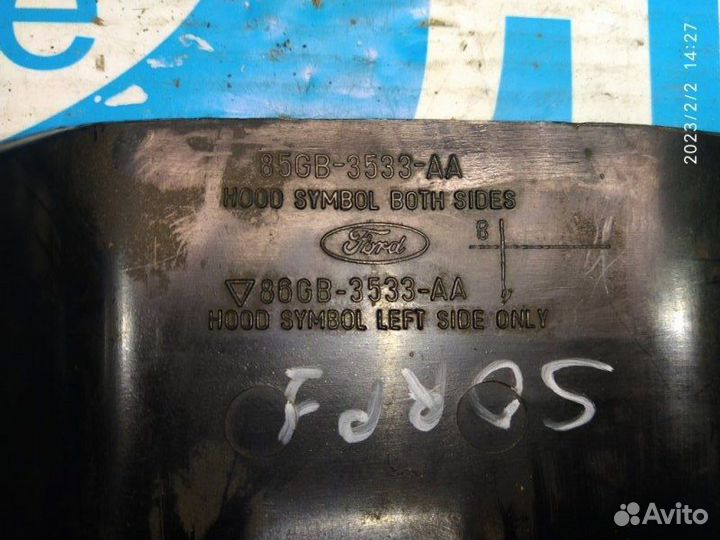 85GB-3533-AA
HOOD SYMBOL BOTH SIDES
Ford
8
▽86GB-3533-AA
HOOD SYMBOL LEFT SIDE ONLY
2023/2/2 14:27
Avito